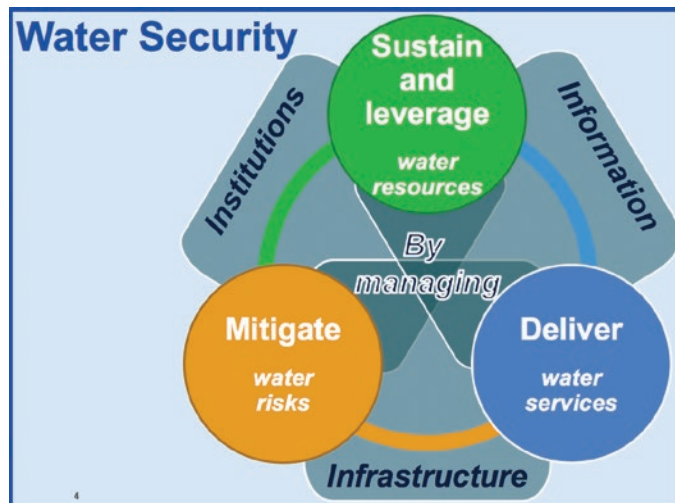 Water Security
Sustain
and
leverage
water
resources
Institutions
Information
By
managing
Mitigate
water
risks
Deliver
water
services
Infrastructure
4